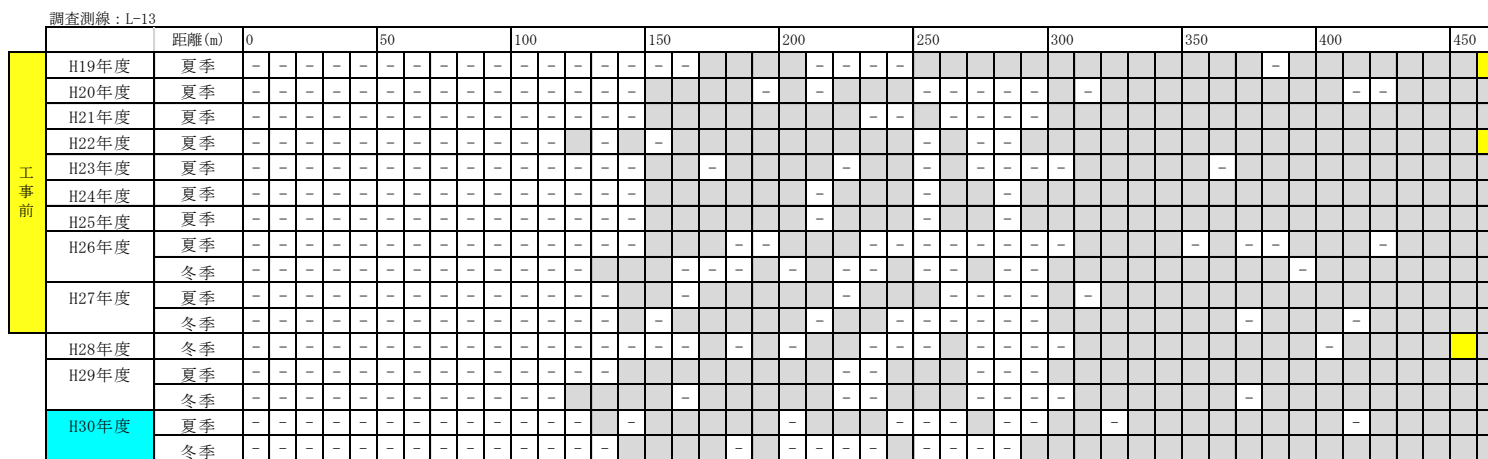 調査測線：L-13
距離(m) 0 50 100 150 200 250 300 350 400 450
工事前
H19年度 夏季 - - - - - - - - - - - - - - - - - - - - - -
H20年度 夏季 - - - - - - - - - - - - - - - - - - - - - - - - -
H21年度 夏季 - - - - - - - - - - - - - - - - - - - - -
H22年度 夏季 - - - - - - - - - - - - - - - - -
H23年度 夏季 - - - - - - - - - - - - - - - - - - - - - - -
H24年度 夏季 - - - - - - - - - - - - - - - - - -
H25年度 夏季 - - - - - - - - - - - - - - - - - -
H26年度 夏季 - - - - - - - - - - - - - - - - - - - - - - - - - - - - -
冬季 - - - - - - - - - - - - - - - - - - - - - - - -
H27年度 夏季 - - - - - - - - - - - - - - - - - - - - -
冬季 - - - - - - - - - - - - - - - - - - - - - - - -
H28年度 冬季 - - - - - - - - - - - - - - - - - - - - - - - - - - -
H29年度 夏季 - - - - - - - - - - - - - - - - - - -
冬季 - - - - - - - - - - - - - - - - - - - -
H30年度 夏季 - - - - - - - - - - - - - - - - - - - - - -
冬季 - - - - - - - - - - - - - - - - - - - - - - -